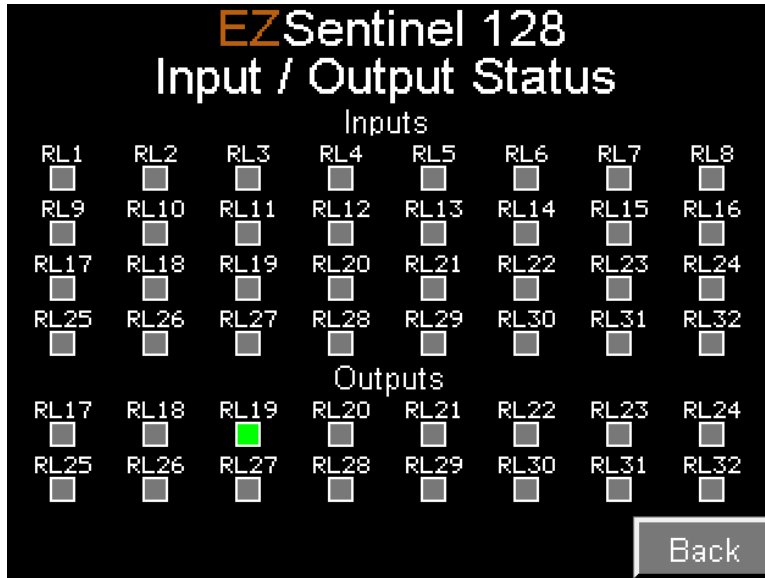 EZSentinel 128
Input / Output Status
Inputs
RL1 RL2 RL3 RL4 RL5 RL6 RL7 RL8
RL9 RL10 RL11 RL12 RL13 RL14 RL15 RL16
RL17 RL18 RL19 RL20 RL21 RL22 RL23 RL24
RL25 RL26 RL27 RL28 RL29 RL30 RL31 RL32
Outputs
RL17 RL18 RL19 RL20 RL21 RL22 RL23 RL24
RL25 RL26 RL27 RL28 RL29 RL30 RL31 RL32
Back